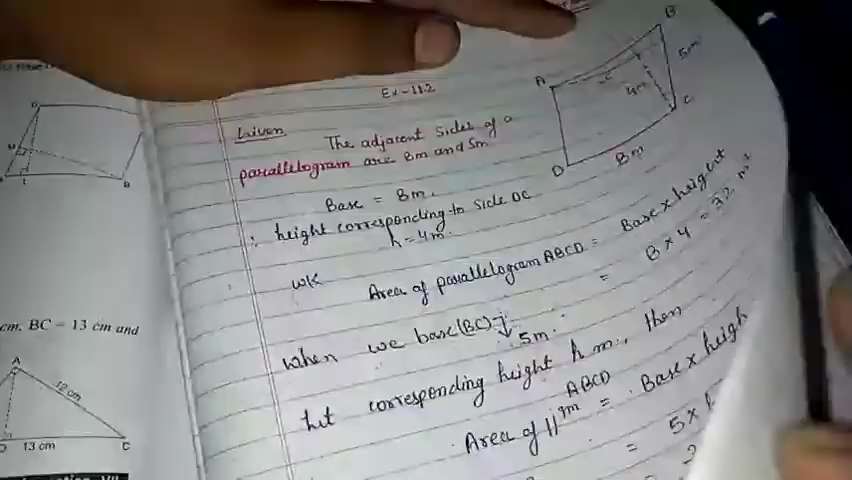 Ex-11.2
Given
The adjacent sides of a
parallelogram are 8m and 5m
Base = 8m.
∴ height corresponding to side DC
h = 4m.
WK
Area of parallelogram ABCD = Base x height
= 8 x 4 = 32 m²
when we base (BC) =
5m.
let corresponding height h m., then
Area of ||ᵐ ABCD = Base x heigh
= 5 x h
A
B
C
D
5m
4m
8m
D
M
B
cm, BC = 13 cm and
A
12 cm
13 cm
C